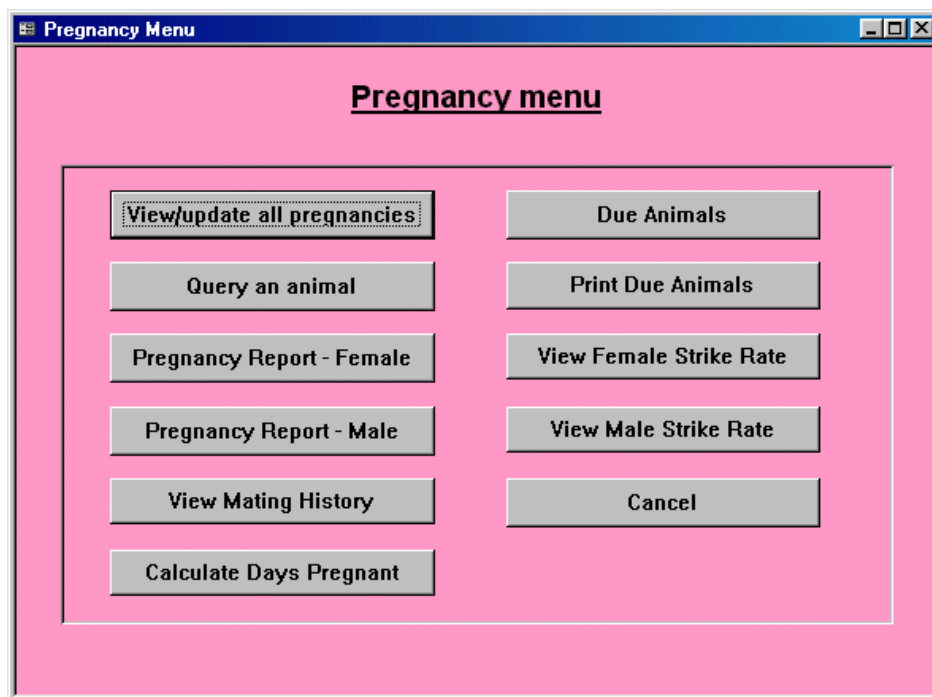 Pregnancy Menu
Pregnancy menu
View/update all pregnancies
Query an animal
Pregnancy Report - Female
Pregnancy Report - Male
View Mating History
Calculate Days Pregnant
Due Animals
Print Due Animals
View Female Strike Rate
View Male Strike Rate
Cancel